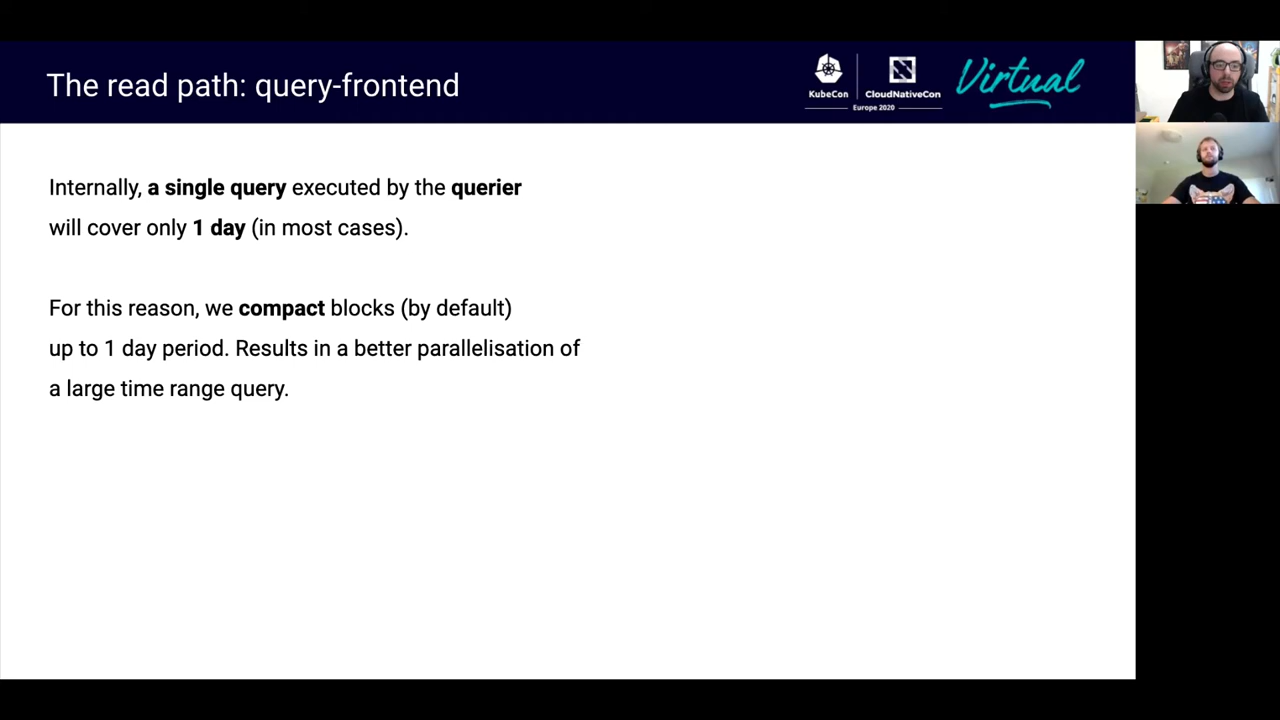 The read path: query-frontend
KubeCon
CloudNativeCon
Europe 2020
Virtual
Internally, a single query executed by the querier
will cover only 1 day (in most cases).
For this reason, we compact blocks (by default)
up to 1 day period. Results in a better parallelisation of
a large time range query.